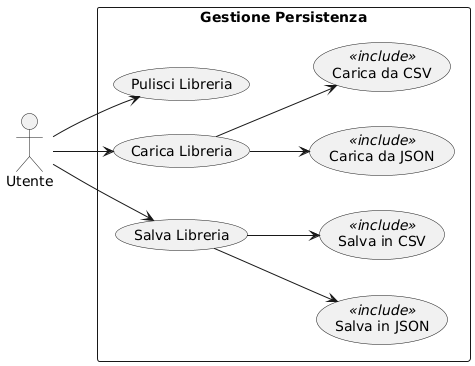 Gestione Persistenza
«include»
Carica da CSV
Pulisci Libreria
«include»
Carica da JSON
Carica Libreria
Utente
«include»
Salva in CSV
Salva Libreria
«include»
Salva in JSON